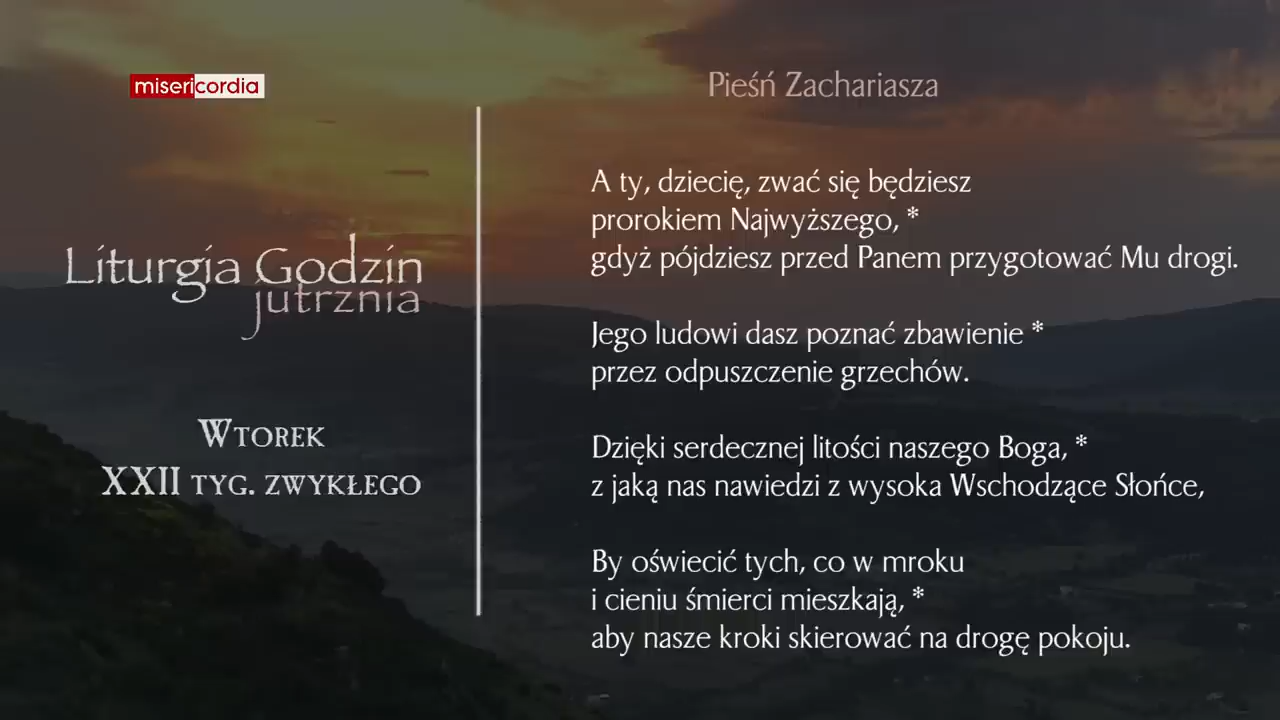 misericordia
Liturgia Godzin
jutrznia
Wtorek
XXII tyg. zwykłego
Pieśń Zachariasza
A ty, dziecię, zwać się będziesz
prorokiem Najwyższego, *
gdyż pójdziesz przed Panem przygotować Mu drogi.
Jego ludowi dasz poznać zbawienie *
przez odpuszczenie grzechów.
Dzięki serdecznej litości naszego Boga, *
z jaką nas nawiedzi z wysoka Wschodzące Słońce,
By oświecić tych, co w mroku
i cieniu śmierci mieszkają, *
aby nasze kroki skierować na drogę pokoju.